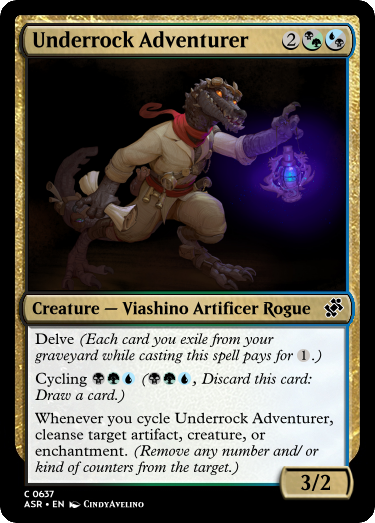 Underrock Adventurer 2
Creature — Viashino Artificer Rogue
Delve (Each card you exile from your
graveyard while casting this spell pays for 1.)
Cycling (, Discard this card:
Draw a card.)
Whenever you cycle Underrock Adventurer,
cleanse target artifact, creature, or
enchantment. (Remove any number and/ or
kind of counters from the target.)
3/2
C 0637
ASR • EN CindyAvelino